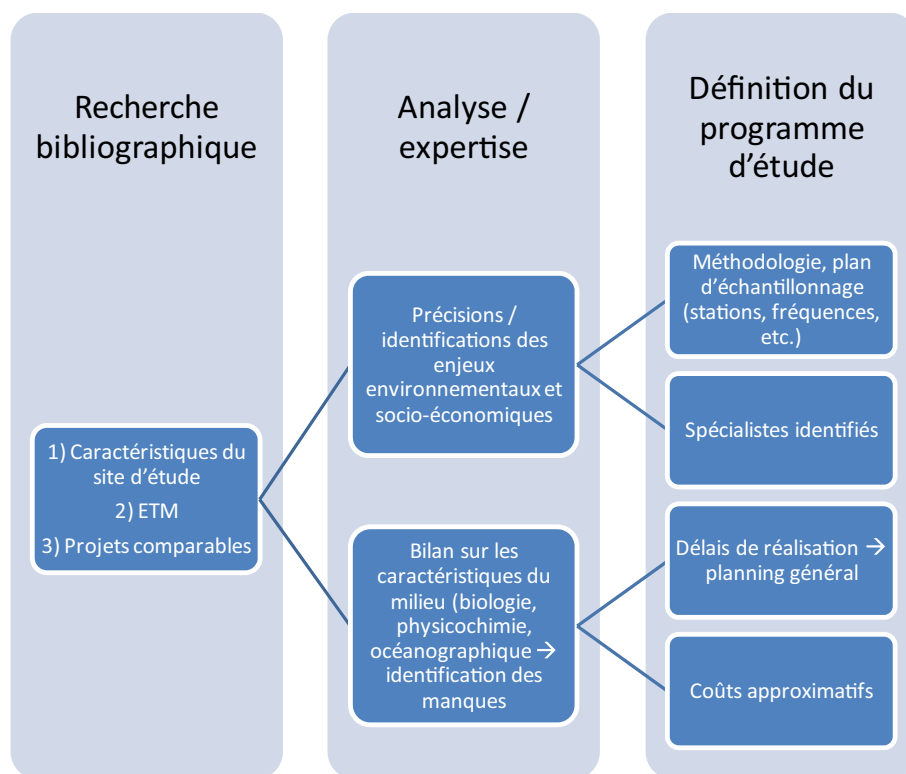 Recherche
bibliographique
1) Caractéristiques du
site d’étude
2) ETM
3) Projets comparables
Analyse /
expertise
Précisions /
identifications des
enjeux
environnementaux et
socio-économiques
Bilan sur les
caractéristiques du
milieu (biologie,
physicochimie,
océanographique →
identification des
manques
Définition du
programme
d’étude
Méthodologie, plan
d’échantillonnage
(stations, fréquences,
etc.)
Spécialistes identifiés
Délais de réalisation →
planning général
Coûts approximatifs